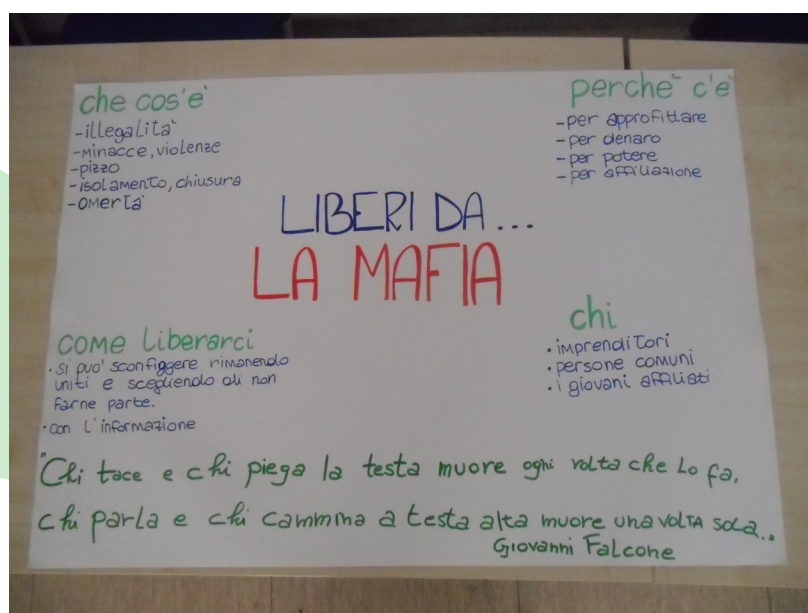 che cos'e'
-illegalità
-minacce, violenze
-pizzo
-isolamento, chiusura
-omertà
perchè c'e'
-per approfittare
-per denaro
-per potere
-per affiliazione
LIBERI DA...
LA MAFIA
come liberarci
·si puo' sconfiggere rimanendo
uniti e scegliendo di non
farne parte.
·con l'informazione
chi
·imprenditori
·persone comuni
·i giovani affiliati
"Chi tace e chi piega la testa muore ogni volta che lo fa,
chi parla e chi cammina a testa alta muore una volta sola..
Giovanni Falcone